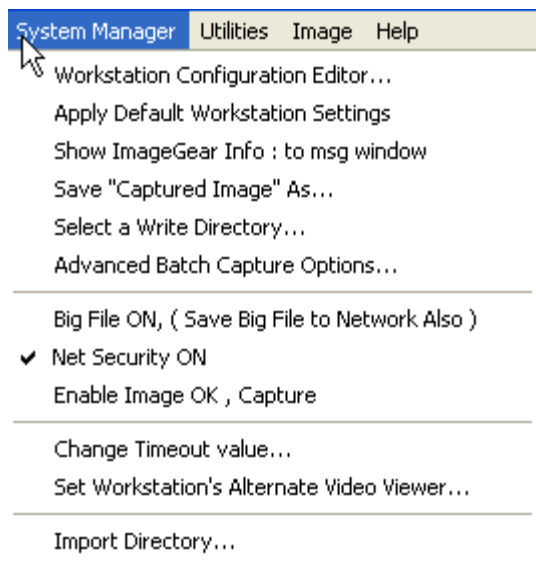 System Manager Utilities Image Help
Workstation Configuration Editor...
Apply Default Workstation Settings
Show ImageGear Info : to msg window
Save "Captured Image" As...
Select a Write Directory...
Advanced Batch Capture Options...
Big File ON, ( Save Big File to Network Also )
Net Security ON
Enable Image OK , Capture
Change Timeout value...
Set Workstation's Alternate Video Viewer...
Import Directory...